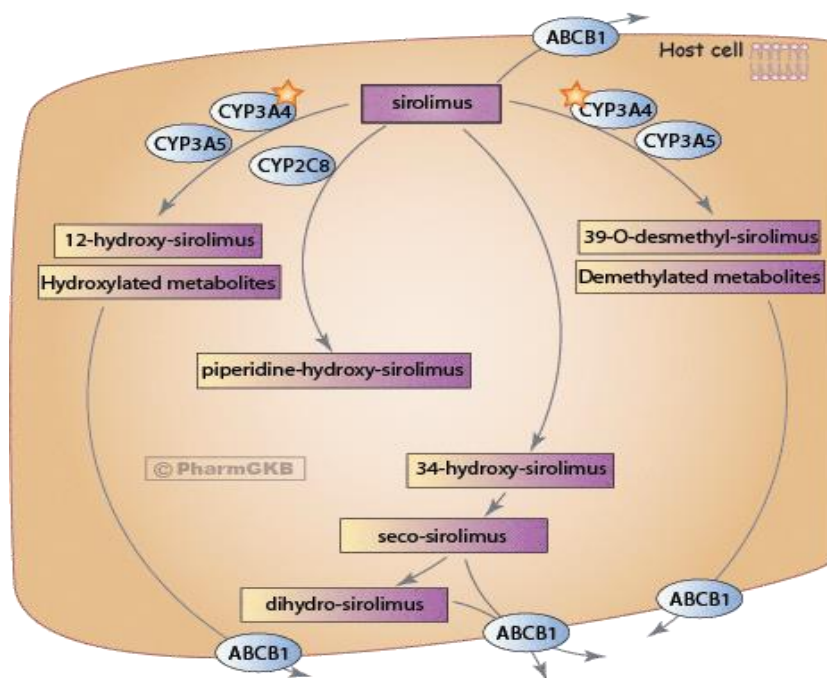 ABCB1
Host cell
sirolimus
CYP3A4
CYP3A5
CYP2C8
CYP3A4
CYP3A5
12-hydroxy-sirolimus
Hydroxylated metabolites
39-O-desmethyl-sirolimus
Demethylated metabolites
piperidine-hydroxy-sirolimus
© PharmGKB
34-hydroxy-sirolimus
seco-sirolimus
dihydro-sirolimus
ABCB1
ABCB1
ABCB1